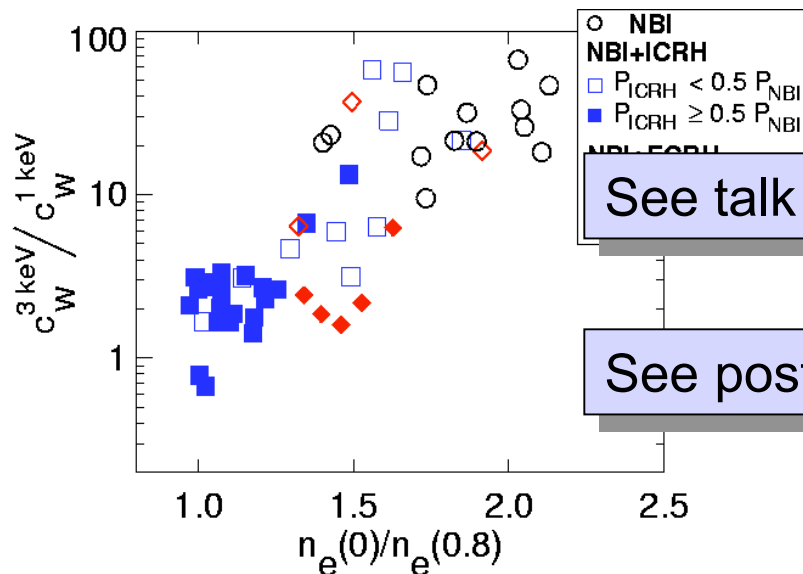 100
10
1
c_W^3 keV / c_W^1 keV
1.0 1.5 2.0 2.5
n_e(0)/n_e(0.8)
NBI
NBI+ICRH
P_ICRH < 0.5 P_NBI
P_ICRH ≥ 0.5 P_NBI
See talk
See post